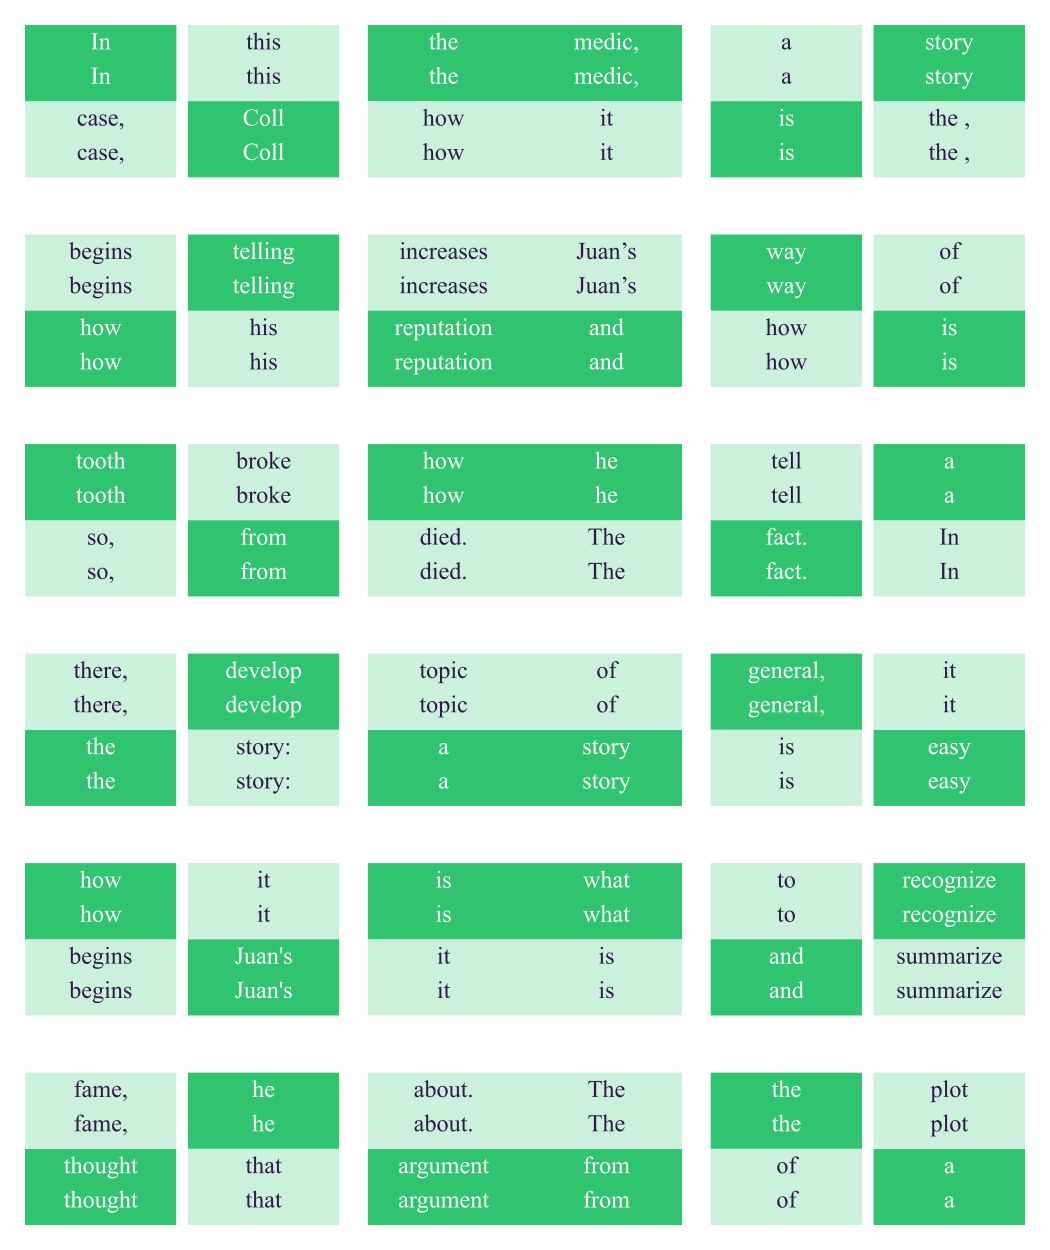 In this the medic, a story
In this the medic, a story
case, Coll how it is the ,
case, Coll how it is the ,
begins telling increases Juan’s way of
begins telling increases Juan’s way of
how his reputation and how is
how his reputation and how is
tooth broke how he tell a
tooth broke how he tell a
so, from died. The fact. In
so, from died. The fact. In
there, develop topic of general, it
there, develop topic of general, it
the story: a story is easy
the story: a story is easy
how it is what to recognize
how it is what to recognize
begins Juan's it is and summarize
begins Juan's it is and summarize
fame, he about. The the plot
fame, he about. The the plot
thought that argument from of a
thought that argument from of a